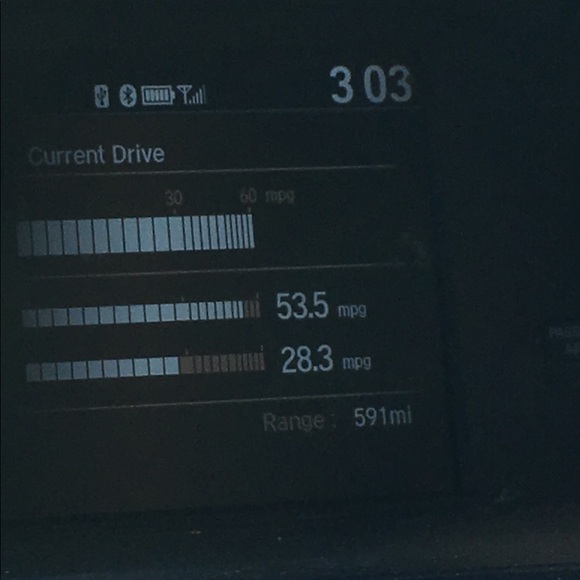 3 03
Current Drive
30 60 mpg
53.5 mpg
28.3 mpg
Range : 591mi